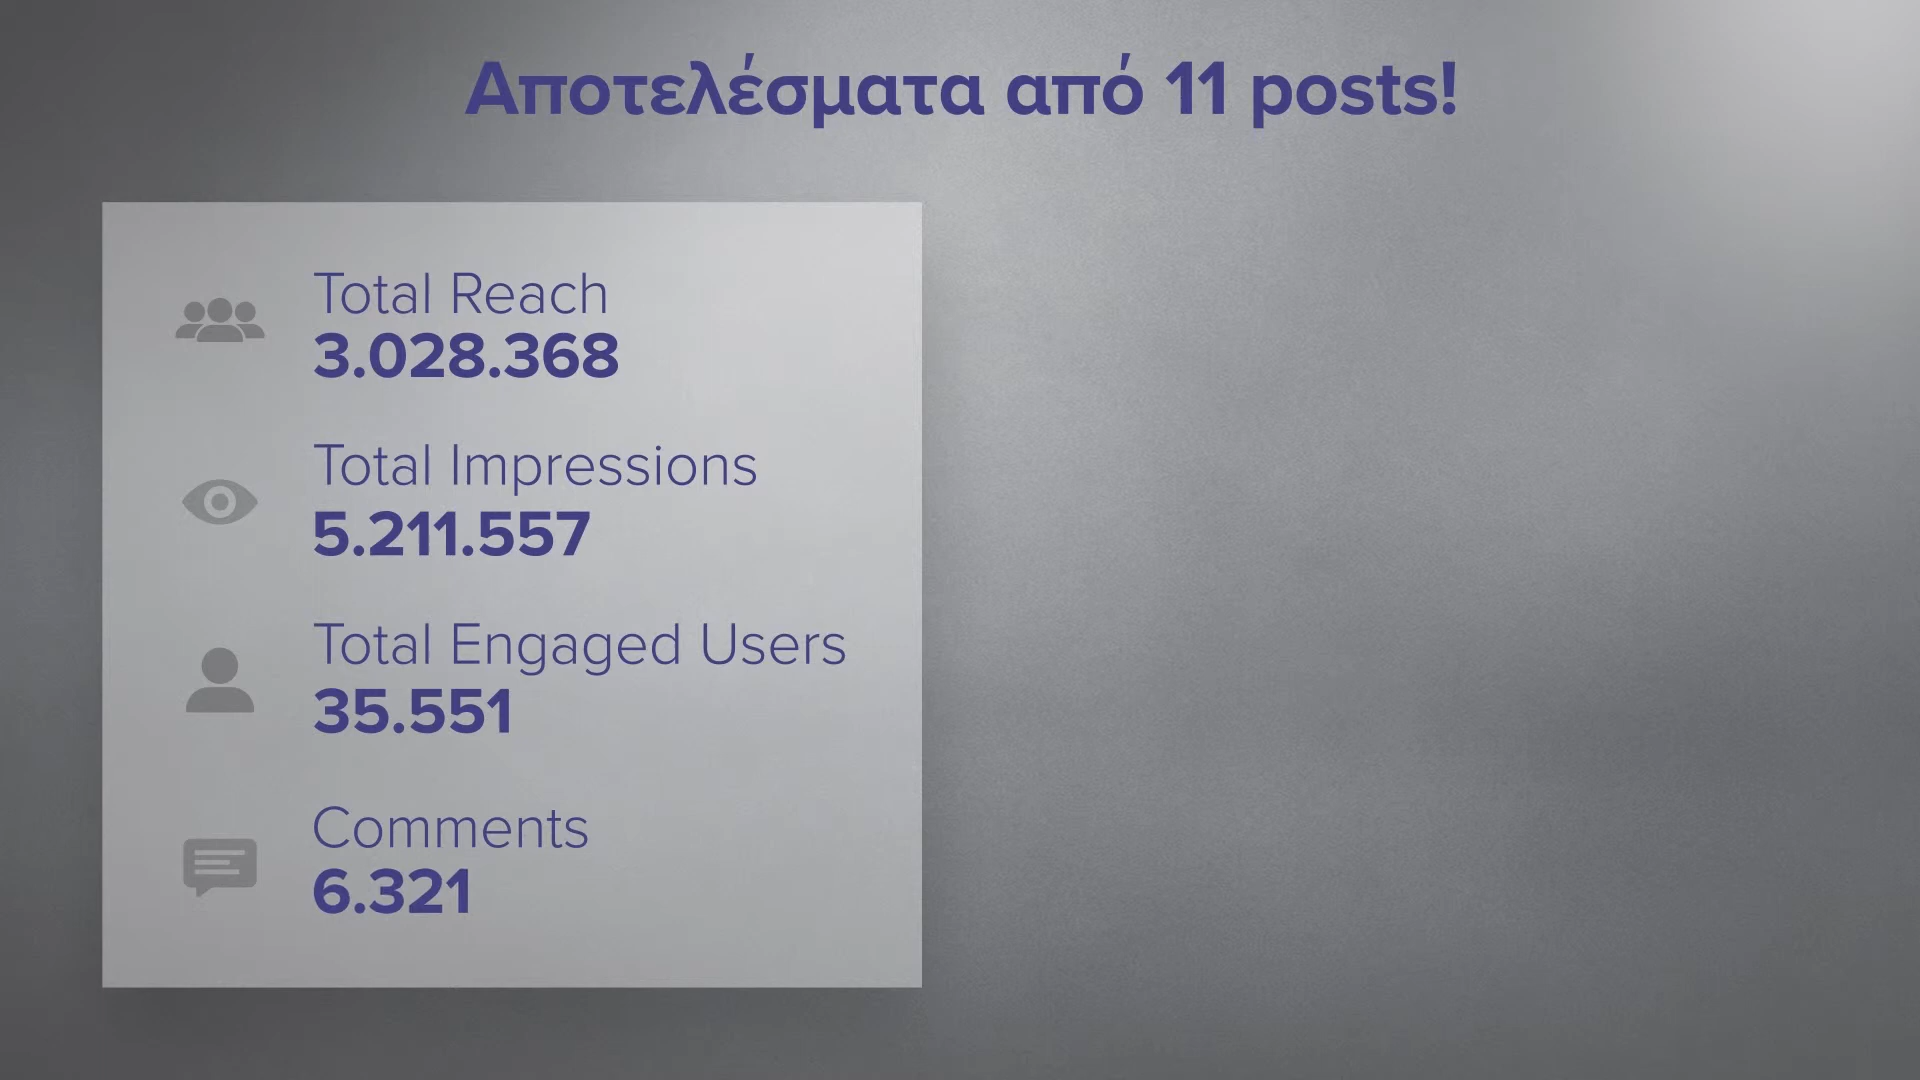 Αποτελέσματα από 11 posts!
Total Reach
3.028.368
Total Impressions
5.211.557
Total Engaged Users
35.551
Comments
6.321